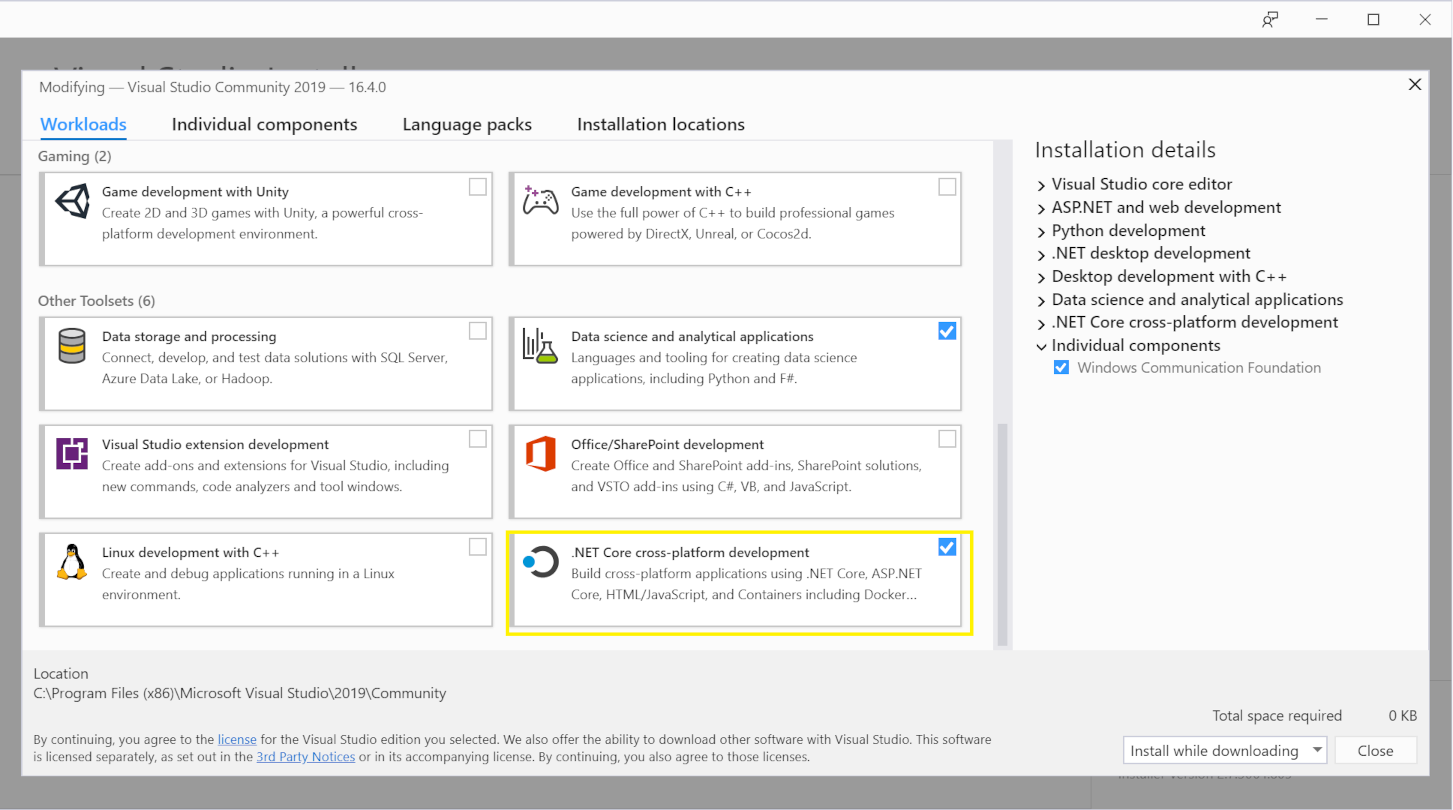 Modifying — Visual Studio Community 2019 — 16.4.0
Workloads
Individual components
Language packs
Installation locations
Gaming (2)
Game development with Unity
Create 2D and 3D games with Unity, a powerful cross-
platform development environment.
Game development with C++
Use the full power of C++ to build professional games
powered by DirectX, Unreal, or Cocos2d.
Other Toolsets (6)
Data storage and processing
Connect, develop, and test data solutions with SQL Server,
Azure Data Lake, or Hadoop.
Data science and analytical applications
Languages and tooling for creating data science
applications, including Python and F#.
Visual Studio extension development
Create add-ons and extensions for Visual Studio, including
new commands, code analyzers and tool windows.
Office/SharePoint development
Create Office and SharePoint add-ins, SharePoint solutions,
and VSTO add-ins using C#, VB, and JavaScript.
Linux development with C++
Create and debug applications running in a Linux
environment.
.NET Core cross-platform development
Build cross-platform applications using .NET Core, ASP.NET
Core, HTML/JavaScript, and Containers including Docker...
Installation details
Visual Studio core editor
ASP.NET and web development
Python development
.NET desktop development
Desktop development with C++
Data science and analytical applications
.NET Core cross-platform development
Individual components
Windows Communication Foundation
Location
C:\Program Files (x86)\Microsoft Visual Studio\2019\Community
By continuing, you agree to the license for the Visual Studio edition you selected. We also offer the ability to download other software with Visual Studio. This software
is licensed separately, as set out in the 3rd Party Notices or in its accompanying license. By continuing, you also agree to those licenses.
Total space required 0 KB
Install while downloading
Close